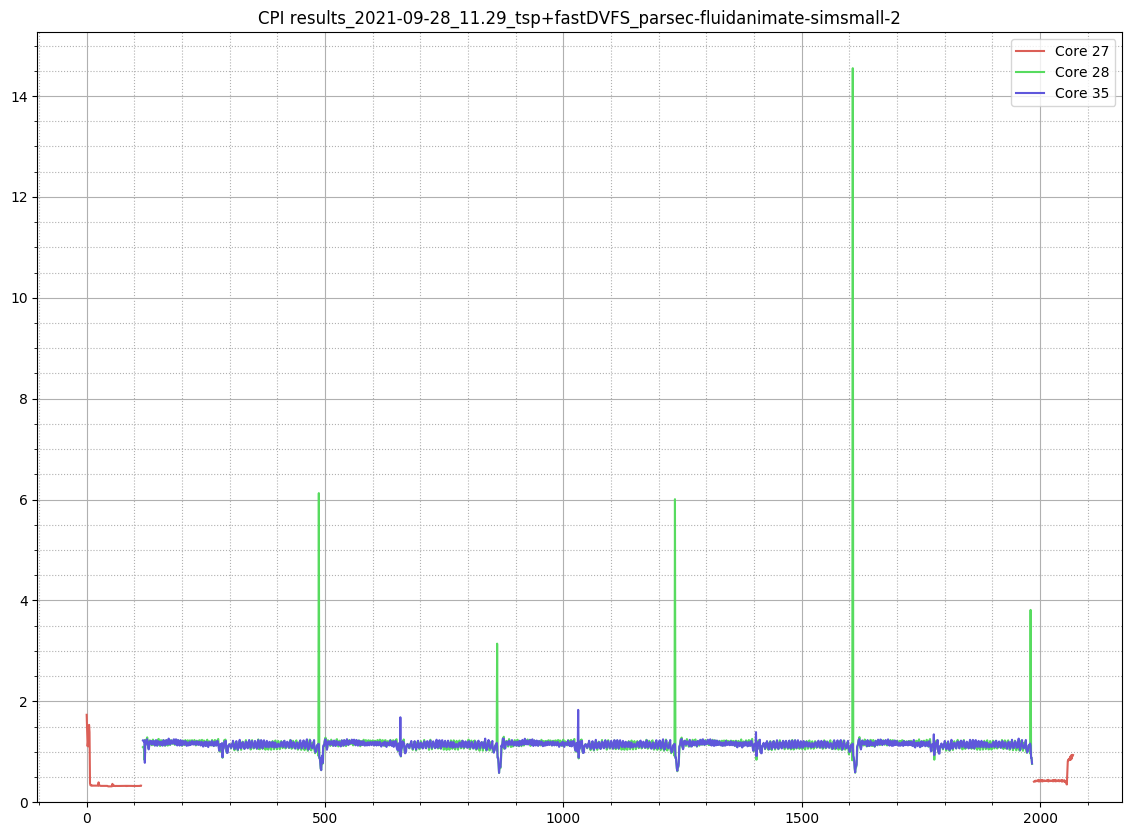 CPI results_2021-09-28_11.29_tsp+fastDVFS_parsec-fluidanimate-simsmall-2
Core 27
Core 28
Core 35
14
12
10
8
6
4
2
0
0 500 1000 1500 2000